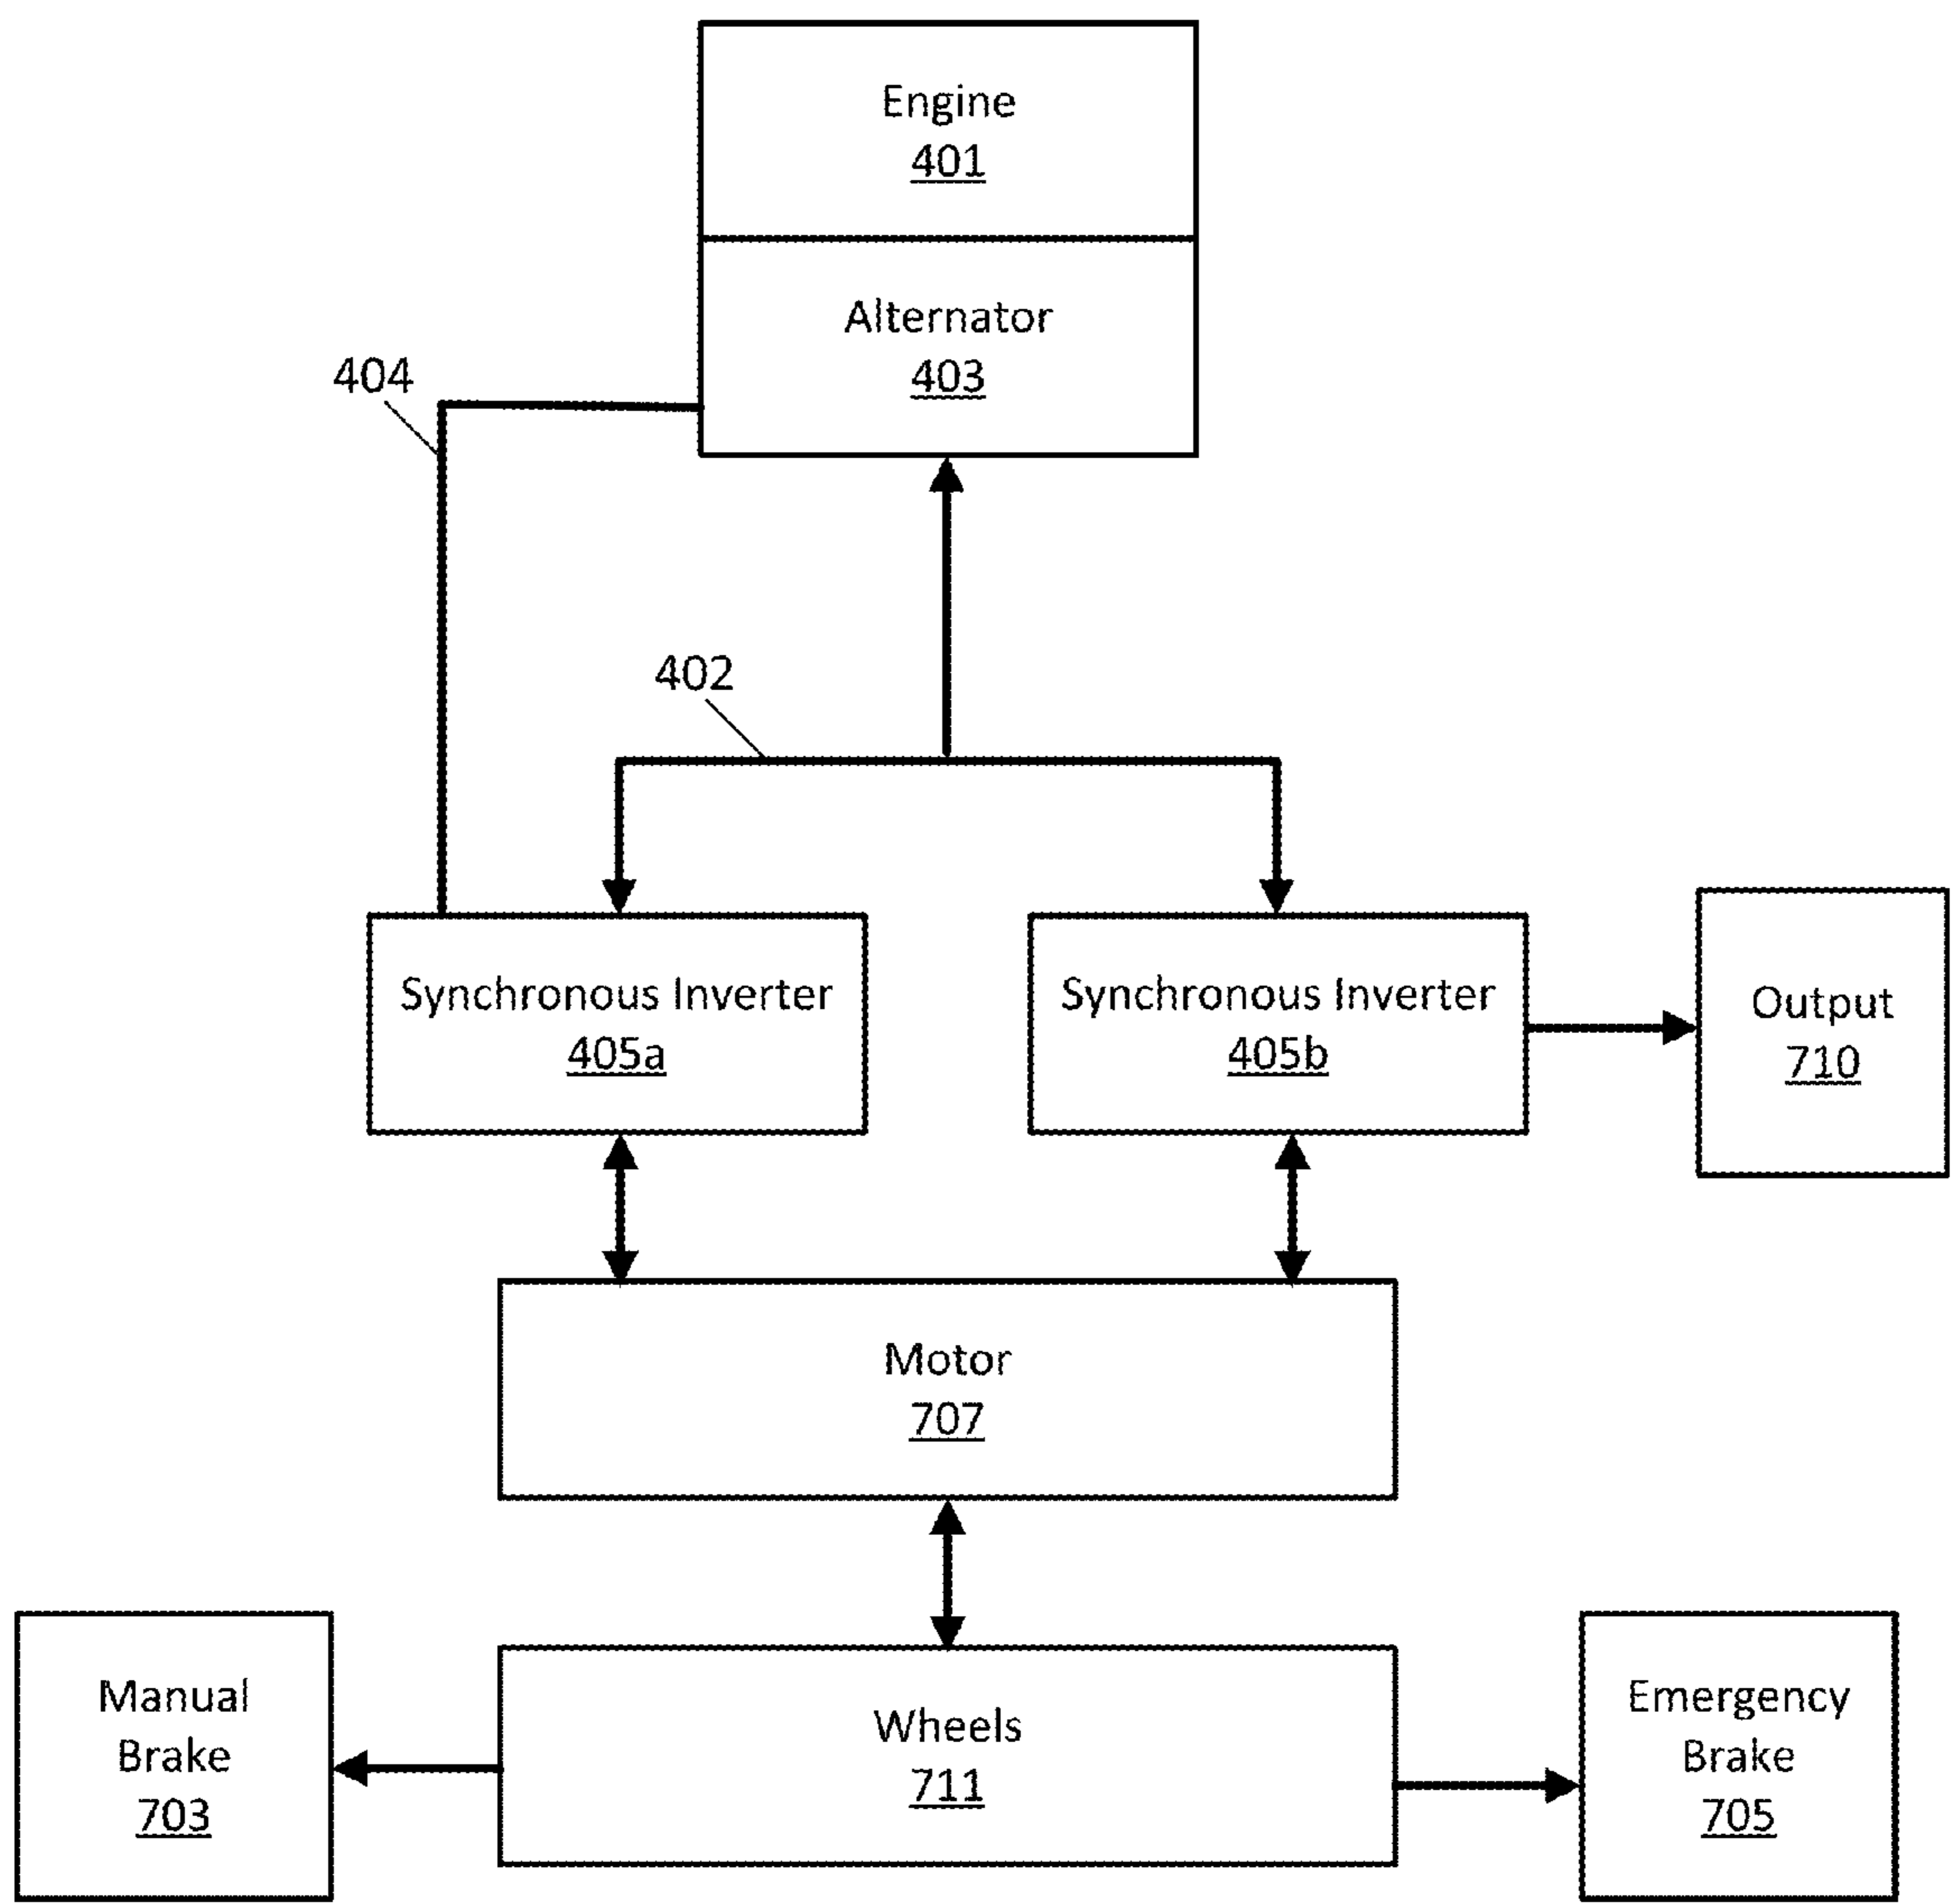 Engine
401
Alternator
403
404
402
Synchronous Inverter
405a
Synchronous Inverter
405b
Output
710
Motor
707
Manual
Brake
703
Wheels
711
Emergency
Brake
705